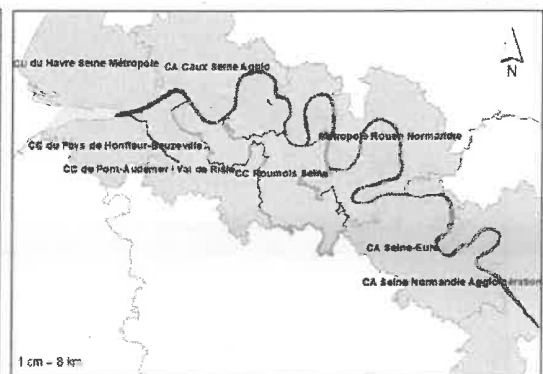 CU du Havre Seine Métropole
CA Caux Seine Agglo
N
Métropole Rouen Normandie
CC du Pays de Honfleur-Beuzeville
CC de Pont-Audemer / Val de Risle
CC Roumois Seine
CA Seine-Eure
CA Seine Normandie Agglomération
1 cm = 8 km